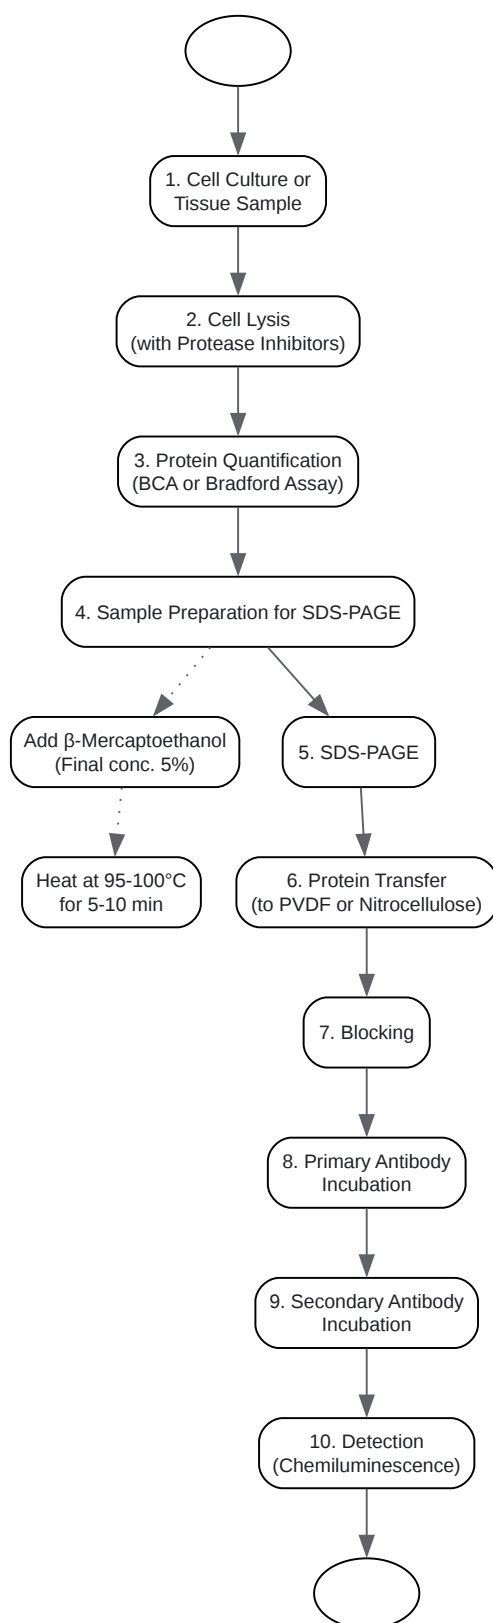 1. Cell Culture or
Tissue Sample
2. Cell Lysis
(with Protease Inhibitors)
3. Protein Quantification
(BCA or Bradford Assay)
4. Sample Preparation for SDS-PAGE
Add β-Mercaptoethanol
(Final conc. 5%)
5. SDS-PAGE
Heat at 95-100°C
for 5-10 min
6. Protein Transfer
(to PVDF or Nitrocellulose)
7. Blocking
8. Primary Antibody
Incubation
9. Secondary Antibody
Incubation
10. Detection
(Chemiluminescence)